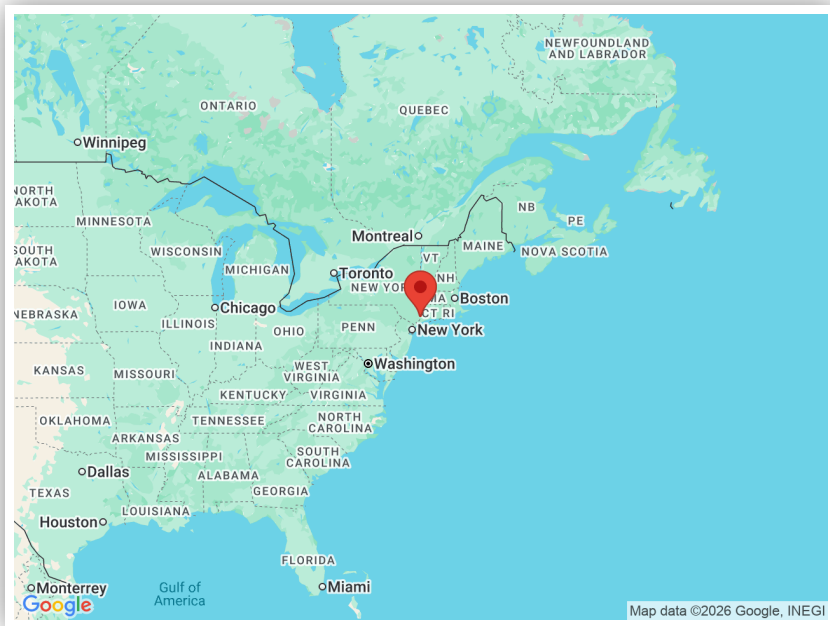 NEWFOUNDLAND
AND LABRADOR
ONTARIO
QUEBEC
Winnipeg
NORTH
AKOTA
MINNESOTA
NB
PE
Montreal
MAINE
NOVA SCOTIA
VT
NH
SOUTH
AKOTA
WISCONSIN
MICHIGAN
Toronto
NEW YOR
MA
Boston
IOWA
Chicago
CT RI
NEBRASKA
ILLINOIS
OHIO
PENN
New York
INDIANA
KANSAS
MISSOURI
WEST
VIRGINIA
Washington
KENTUCKY
VIRGINIA
OKLAHOMA
TENNESSEE
NORTH
CAROLINA
ARKANSAS
MISSISSIPPI
SOUTH
CAROLINA
Dallas
ALABAMA
TEXAS
GEORGIA
LOUISIANA
Houston
FLORIDA
Monterrey
Gulf of
America
Miami
Google
Map data ©2026 Google, INEGI